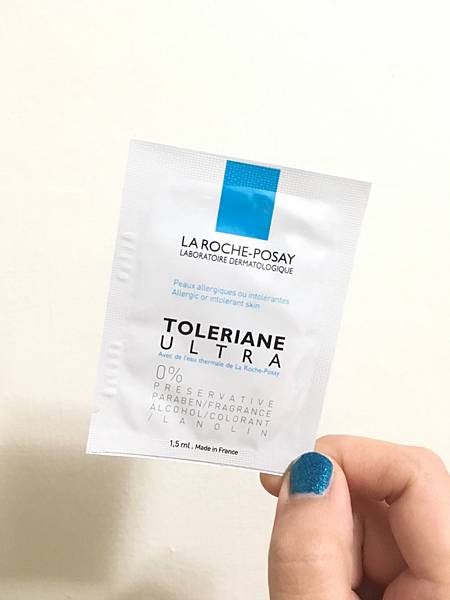 LA ROCHE-POSAY
LABORATOIRE DERMATOLOGIQUE
Peaux allergiques ou intolérantes
Allergic or intolerant skin
TOLERIANE
ULTRA
Avec de l'eau thermale de La Roche-Posay
0%
PRESERVATIVE
PARABEN/FRAGRANCE
ALCOHOL/COLORANT
/LANOLIN
1,5 ml . Made in France